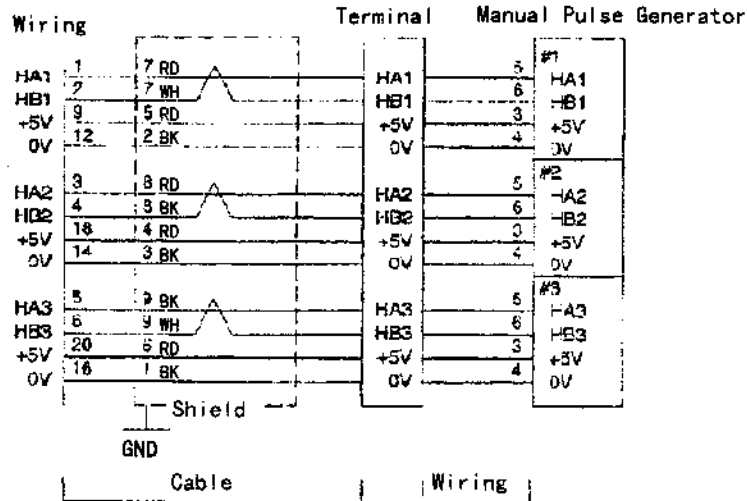 Wiring Terminal Manual Pulse Generator
#1
HA1 1 7 RD HA1 5 HA1
HB1 2 7 WH HB1 6 HB1
+5V 9 5 RD +5V 3 +5V
0V 12 2 BK 0V 4 0V
#2
HA2 3 8 RD HA2 5 HA2
HB2 4 8 BK HB2 6 HB2
+5V 18 4 RD +5V 3 +5V
0V 14 3 BK 0V 4 0V
#3
HA3 5 9 BK HA3 5 HA3
HB3 6 9 WH HB3 6 HB3
+5V 20 6 RD +5V 3 +5V
0V 16 1 BK 0V 4 0V
Shield
GND
Cable Wiring